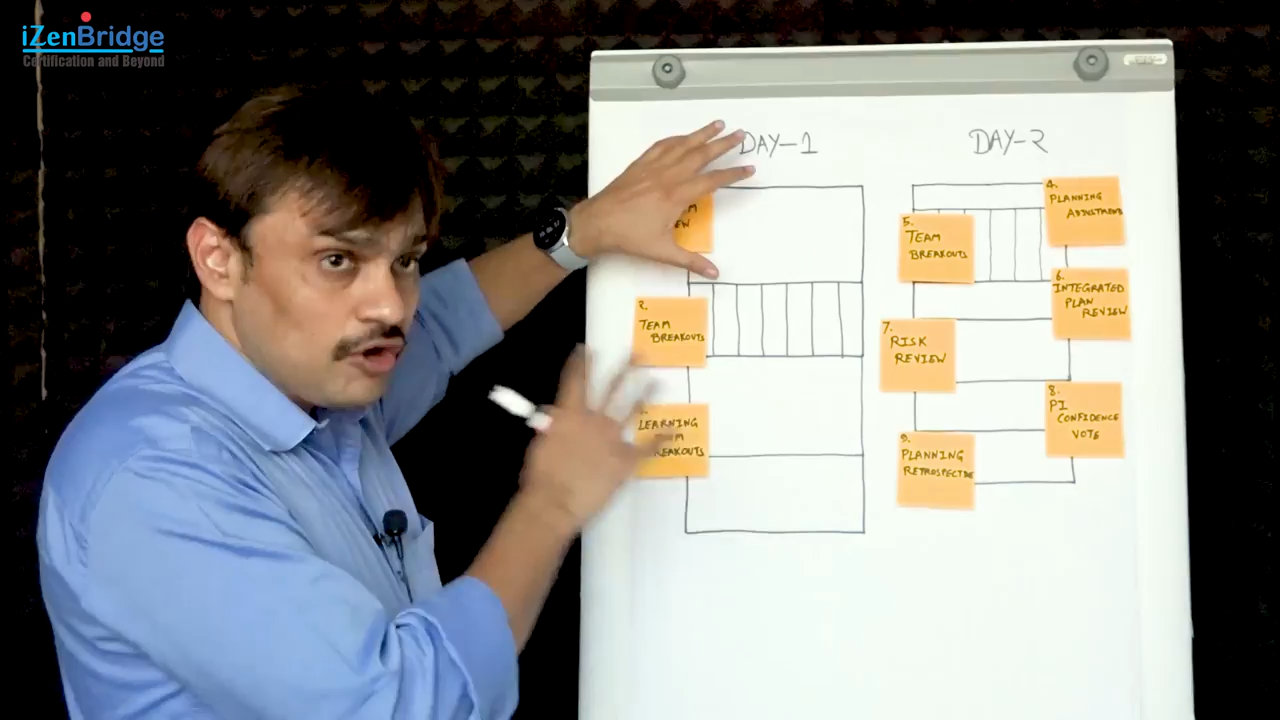 iZenBridge
Certification and Beyond
DAY-1
DAY-2
2.
TEAM
BREAKOUTS
LEARNING
BREAKOUTS
4.
PLANNING
ADJUSTMENT
5.
TEAM
BREAKOUTS
6.
INTEGRATED
PLAN
REVIEW
7.
RISK
REVIEW
8.
PI
CONFIDENCE
VOTE
9.
PLANNING
RETROSPECTIVE